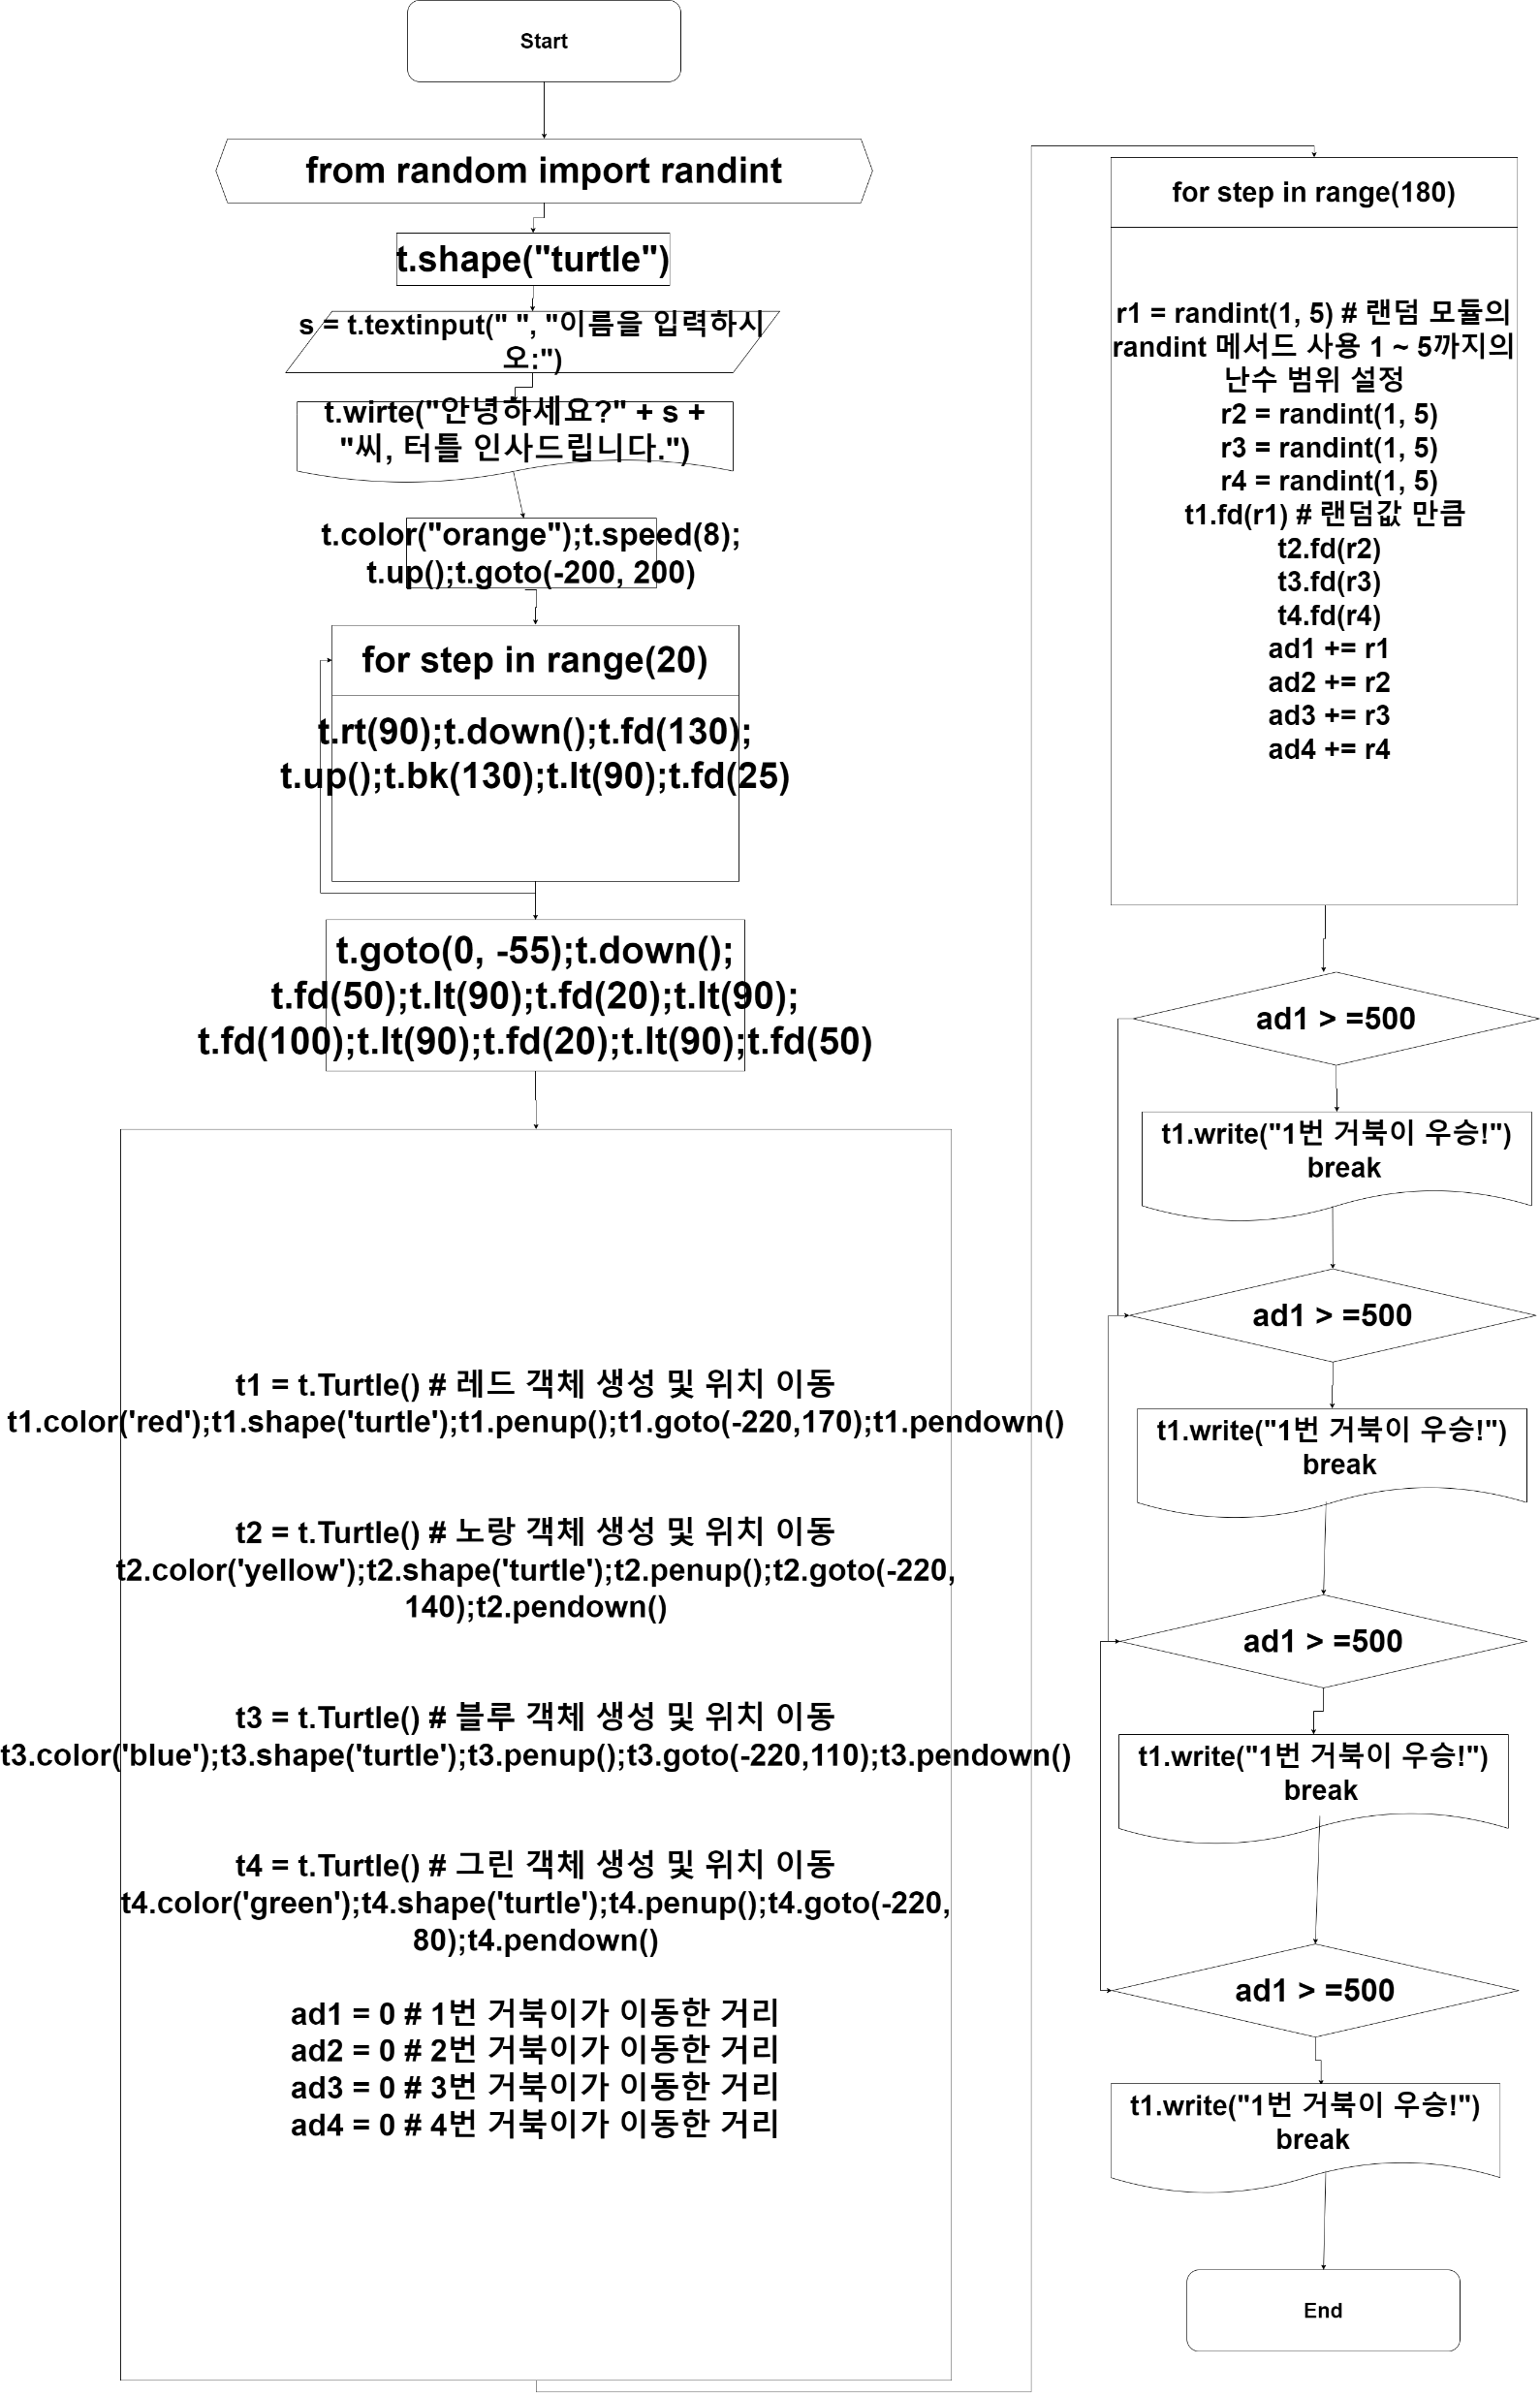 Start
from random import randint
t.shape("turtle")
s = t.textinput(" ", "이름을 입력하시
오:")
t.wirte("안녕하세요?" + s +
"씨, 터틀 인사드립니다.")
t.color("orange");t.speed(8);
t.up();t.goto(-200, 200)
for step in range(20)
t.rt(90);t.down();t.fd(130);
t.up();t.bk(130);t.lt(90);t.fd(25)
t.goto(0, -55);t.down();
t.fd(50);t.lt(90);t.fd(20);t.lt(90);
t.fd(100);t.lt(90);t.fd(20);t.lt(90);t.fd(50)
t1 = t.Turtle() # 레드 객체 생성 및 위치 이동
t1.color('red');t1.shape('turtle');t1.penup();t1.goto(-220,170);t1.pendown()
t2 = t.Turtle() # 노랑 객체 생성 및 위치 이동
t2.color('yellow');t2.shape('turtle');t2.penup();t2.goto(-220,
140);t2.pendown()
t3 = t.Turtle() # 블루 객체 생성 및 위치 이동
t3.color('blue');t3.shape('turtle');t3.penup();t3.goto(-220,110);t3.pendown()
t4 = t.Turtle() # 그린 객체 생성 및 위치 이동
t4.color('green');t4.shape('turtle');t4.penup();t4.goto(-220,
80);t4.pendown()
ad1 = 0 # 1번 거북이가 이동한 거리
ad2 = 0 # 2번 거북이가 이동한 거리
ad3 = 0 # 3번 거북이가 이동한 거리
ad4 = 0 # 4번 거북이가 이동한 거리
for step in range(180)
r1 = randint(1, 5) # 랜덤 모듈의
randint 메서드 사용 1 ~ 5까지의
난수 범위 설정
r2 = randint(1, 5)
r3 = randint(1, 5)
r4 = randint(1, 5)
t1.fd(r1) # 랜덤값 만큼
t2.fd(r2)
t3.fd(r3)
t4.fd(r4)
ad1 += r1
ad2 += r2
ad3 += r3
ad4 += r4
ad1 > =500
t1.write("1번 거북이 우승!")
break
ad1 > =500
t1.write("1번 거북이 우승!")
break
ad1 > =500
t1.write("1번 거북이 우승!")
break
ad1 > =500
t1.write("1번 거북이 우승!")
break
End